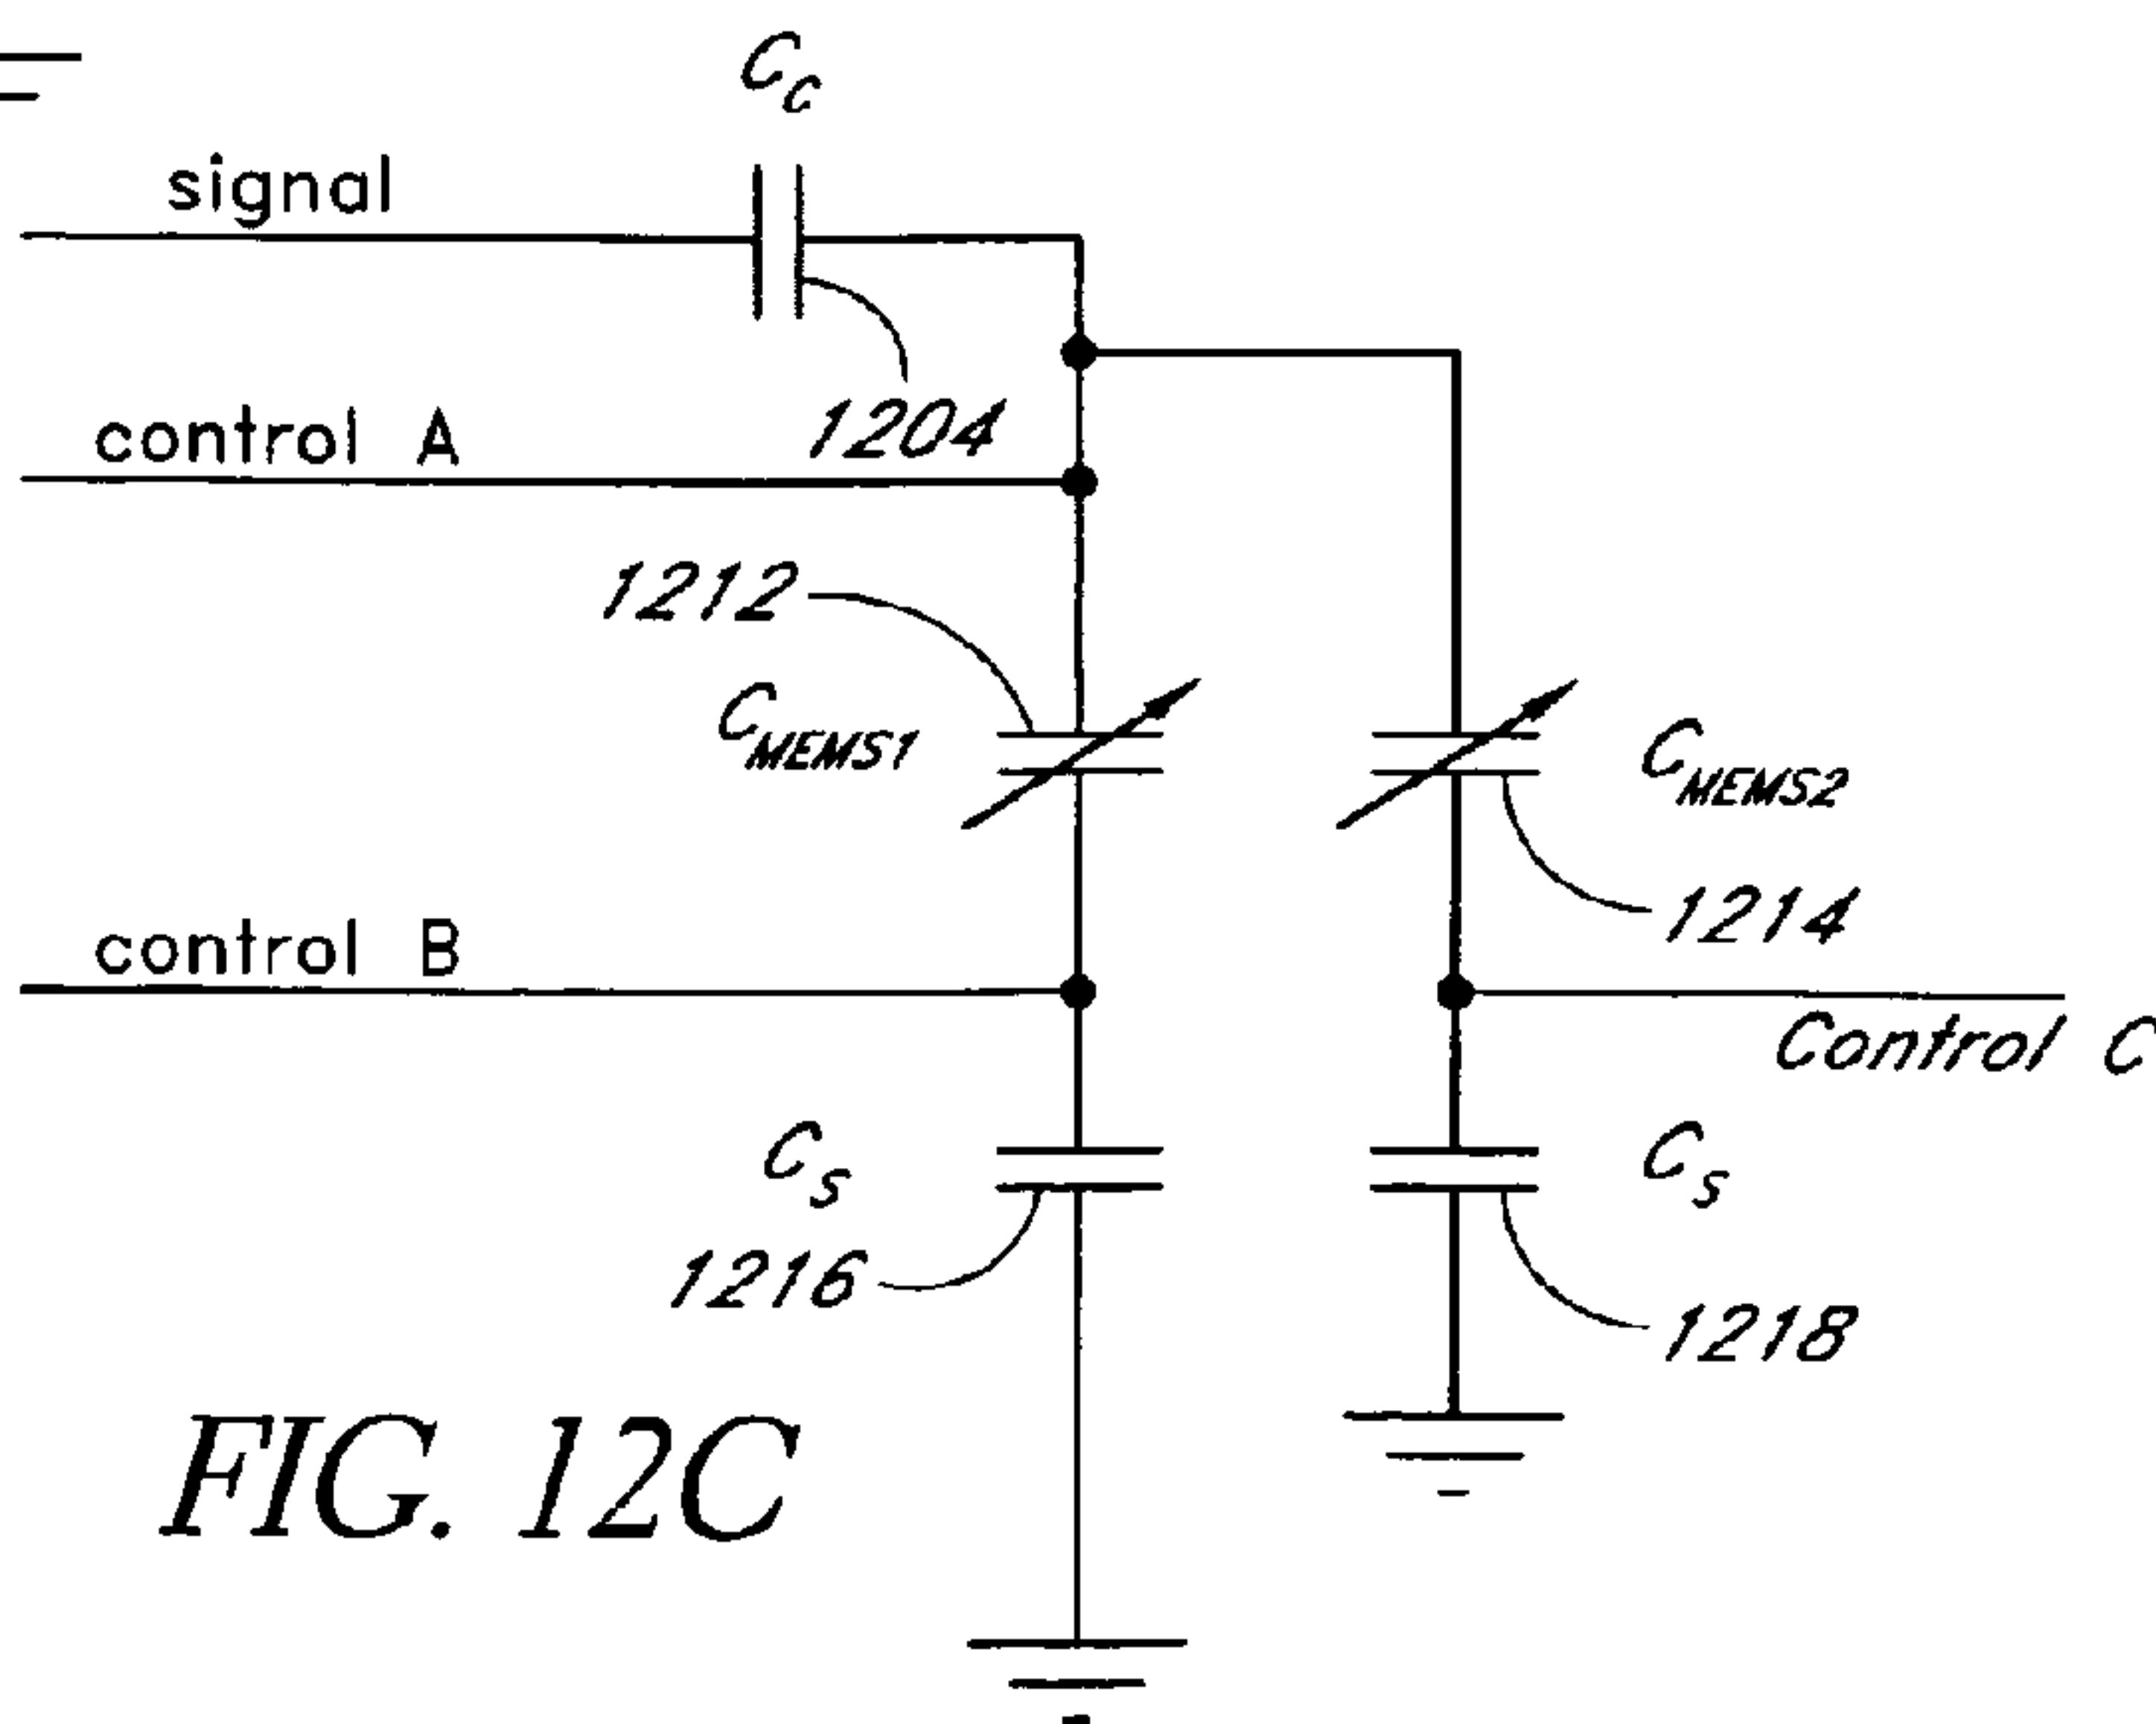 C_C
signal
1204
control A
1212
C_MEMS1
C_MEMS2
1214
control B
Control C
C_S
C_S
1216
1218
FIG. 12C